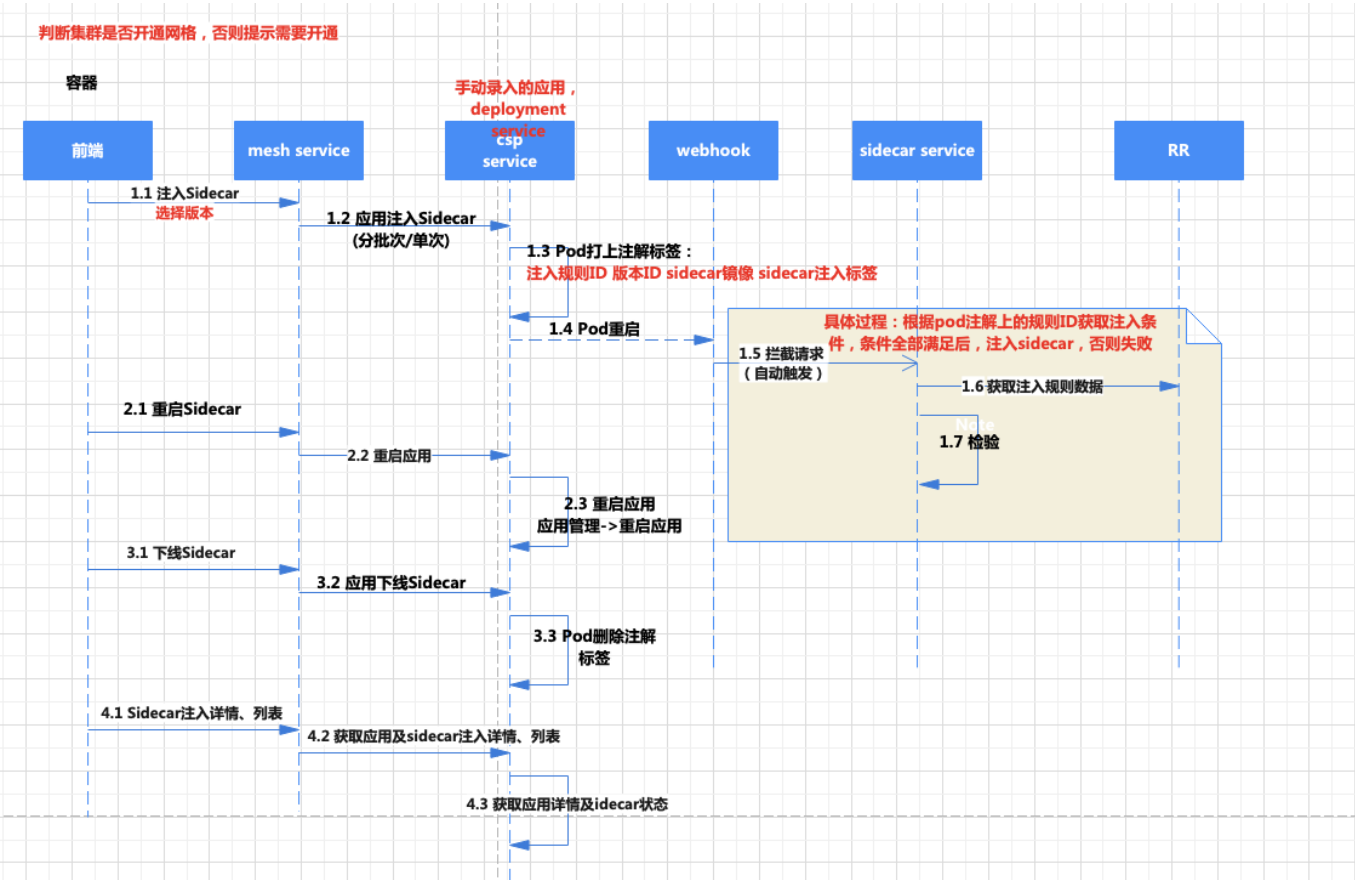 判断集群是否开通网格，否则提示需要开通
容器
手动录入的应用，
deployment
service
前端
mesh service
csp
service
webhook
sidecar service
RR
1.1 注入Sidecar
选择版本
1.2 应用注入Sidecar
(分批次/单次)
1.3 Pod打上注解标签：
注入规则ID 版本ID sidecar镜像 sidecar注入标签
1.4 Pod重启
具体过程：根据pod注解上的规则ID获取注入条
件，条件全部满足后，注入sidecar，否则失败
1.5 拦截请求
（自动触发）
1.6 获取注入规则数据
Note
1.7 检验
2.1 重启Sidecar
2.2 重启应用
2.3 重启应用
应用管理->重启应用
3.1 下线Sidecar
3.2 应用下线Sidecar
3.3 Pod删除注解
标签
4.1 Sidecar注入详情、列表
4.2 获取应用及sidecar注入详情、列表
4.3 获取应用详情及idecar状态